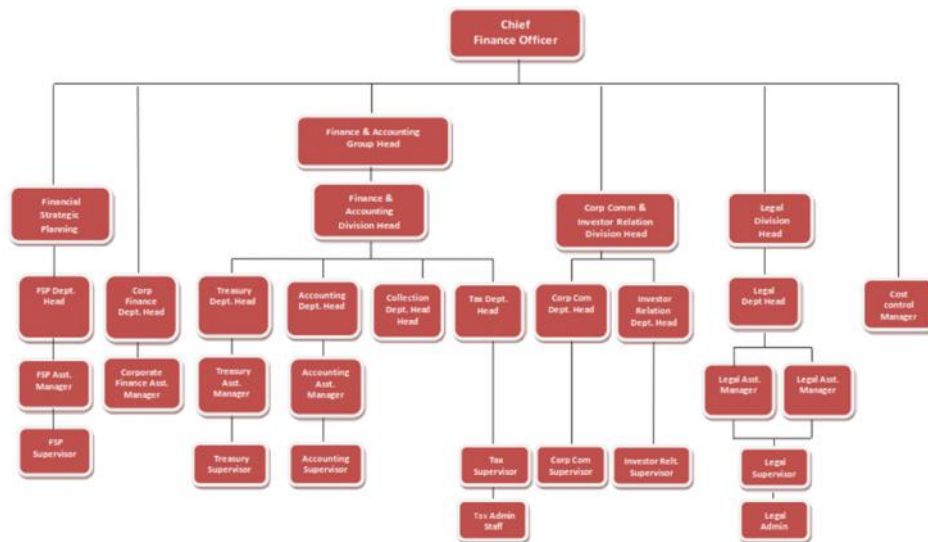 Chief
Finance Officer
Finance & Accounting
Group Head
Financial
Strategic
Planning
Finance &
Accounting
Division Head
Corp Comm &
Investor Relation
Division Head
Legal
Division
Head
FSP Dept.
Head
Corp
Finance
Dept. Head
Treasury
Dept. Head
Accounting
Dept. Head
Collection
Dept. Head
Head
Tax Dept.
Head
Corp Com
Dept. Head
Investor
Relation
Dept. Head
Legal
Dept Head
Cost
control
Manager
FSP Asst.
Manager
Corporate
Finance Asst.
Manager
Treasury
Asst.
Manager
Accounting
Asst.
Manager
Legal Asst.
Manager
Legal Asst.
Manager
FSP
Supervisor
Treasury
Supervisor
Accounting
Supervisor
Tax
Supervisor
Corp Com
Supervisor
Investor Relt.
Supervisor
Legal
Supervisor
Tax Admin
Staff
Legal
Admin